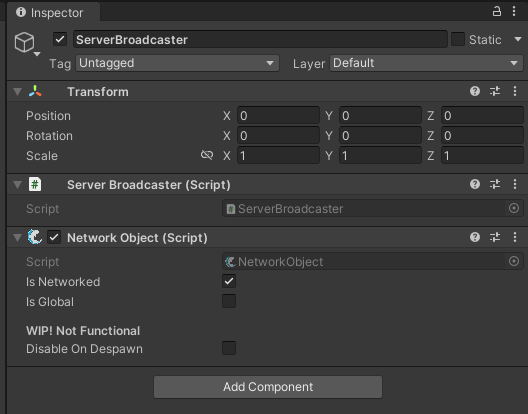 Inspector
ServerBroadcaster Static
Tag Untagged Layer Default
Transform
Position X 0 Y 0 Z 0
Rotation X 0 Y 0 Z 0
Scale X 1 Y 1 Z 1
Server Broadcaster (Script)
Script ServerBroadcaster
Network Object (Script)
Script NetworkObject
Is Networked
Is Global
WIP! Not Functional
Disable On Despawn
Add Component